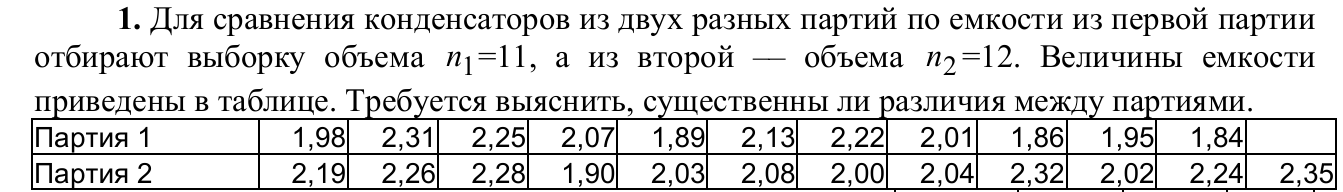 1. Для сравнения конденсаторов из двух разных партий по емкости из первой партии
отбирают выборку объема n1=11, а из второй — объема n2=12. Величины емкости
приведены в таблице. Требуется выяснить, существенны ли различия между партиями.
Партия 1 1,98 2,31 2,25 2,07 1,89 2,13 2,22 2,01 1,86 1,95 1,84
Партия 2 2,19 2,26 2,28 1,90 2,03 2,08 2,00 2,04 2,32 2,02 2,24 2,35